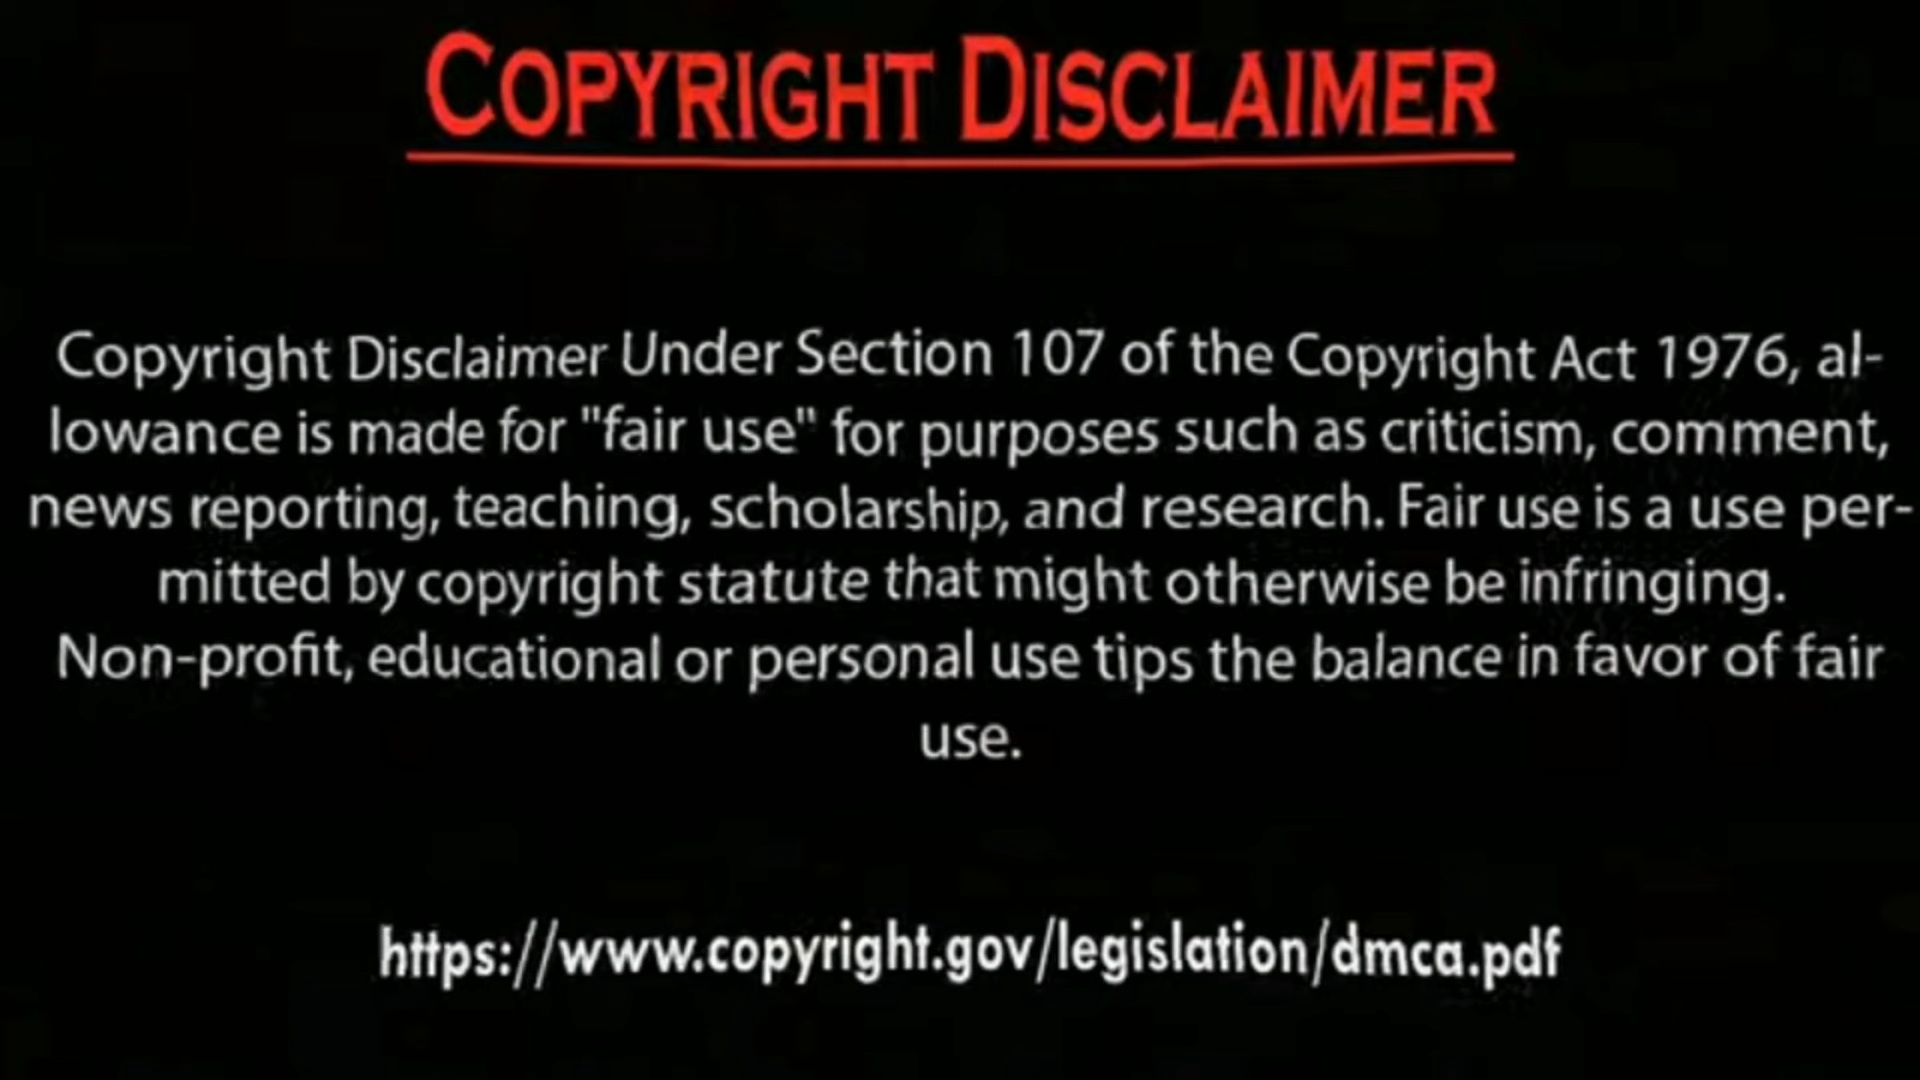 COPYRIGHT DISCLAIMER
Copyright Disclaimer Under Section 107 of the Copyright Act 1976, al-
lowance is made for "fair use" for purposes such as criticism, comment,
news reporting, teaching, scholarship, and research. Fair use is a use per-
mitted by copyright statute that might otherwise be infringing.
Non-profit, educational or personal use tips the balance in favor of fair
use.
https://www.copyright.gov/legislation/dmca.pdf